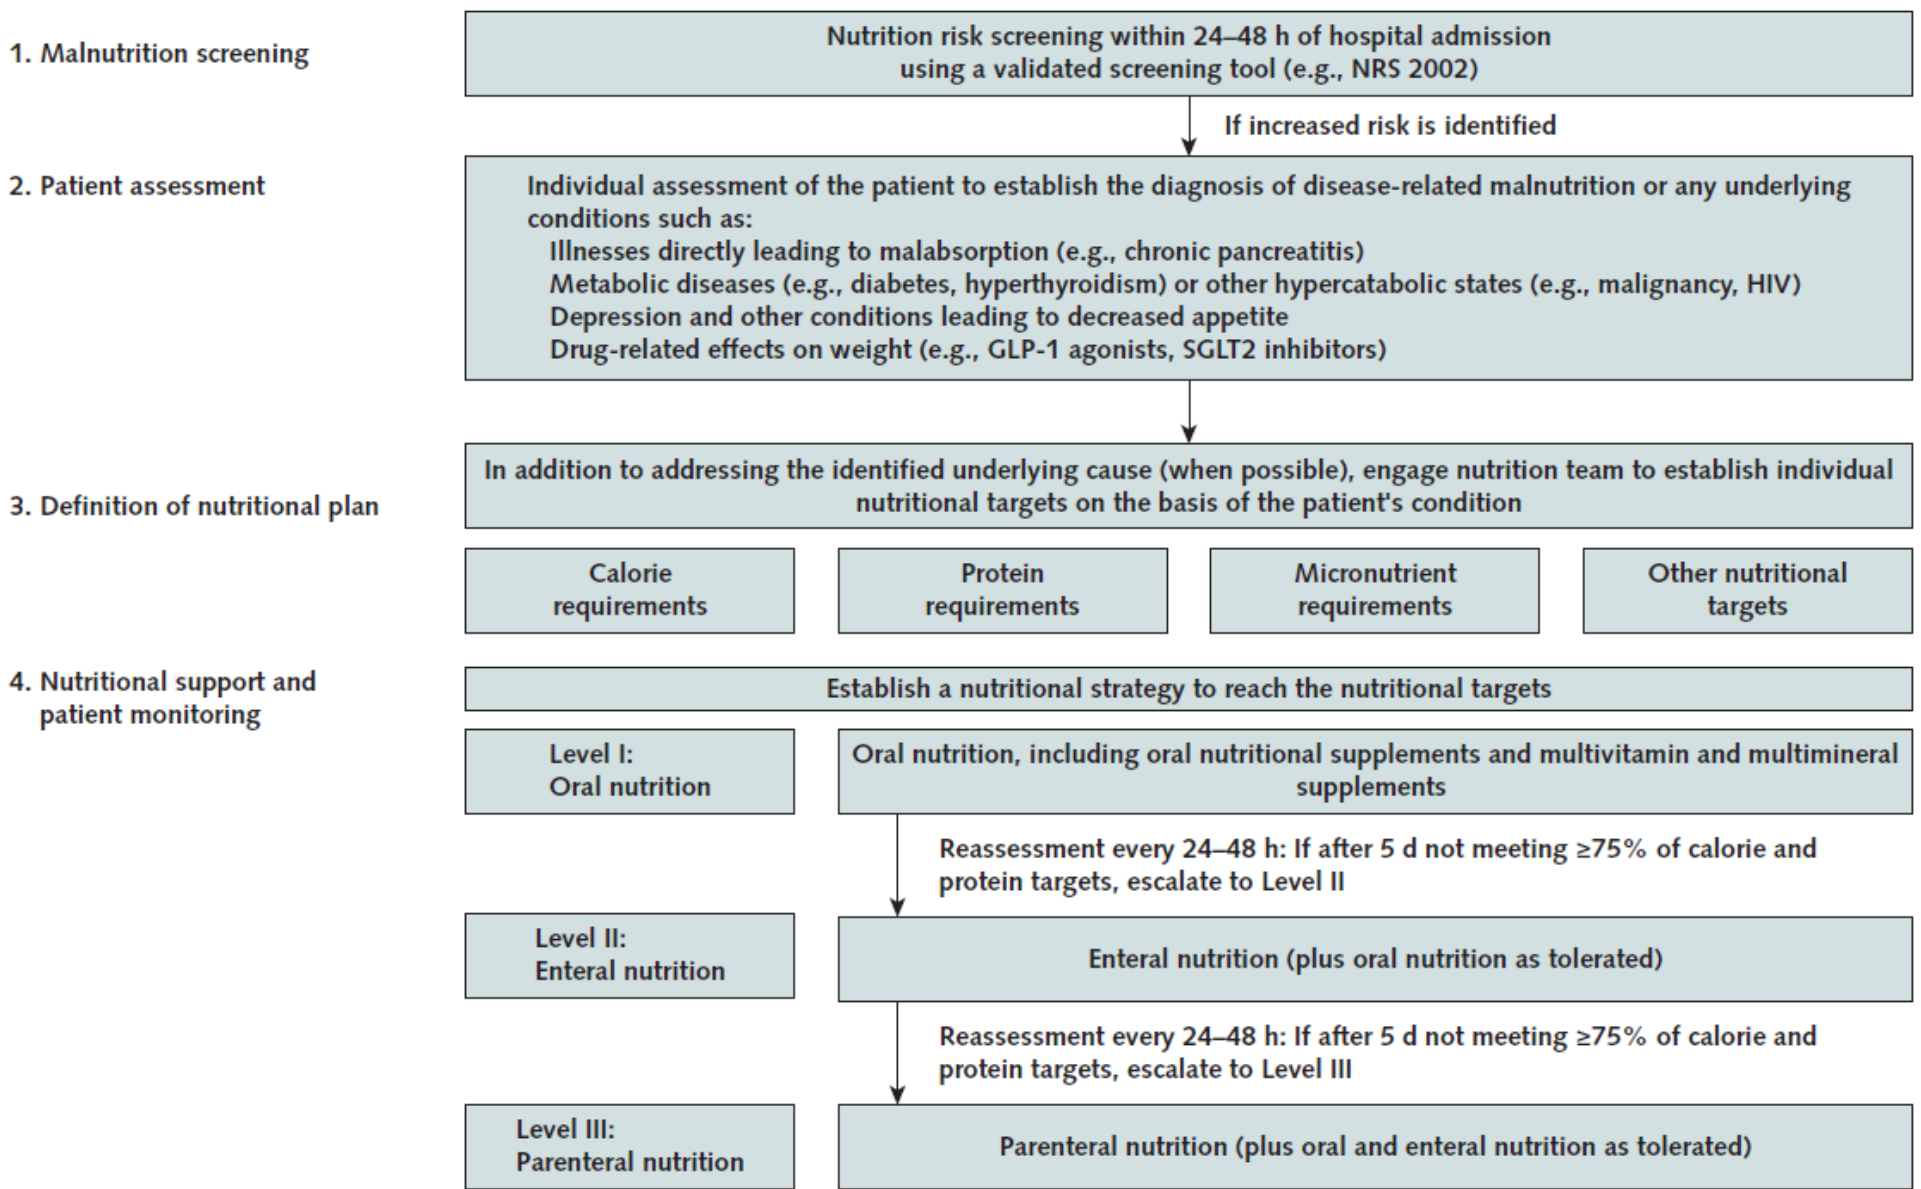 1. Malnutrition screening
Nutrition risk screening within 24–48 h of hospital admission
using a validated screening tool (e.g., NRS 2002)
If increased risk is identified
2. Patient assessment
Individual assessment of the patient to establish the diagnosis of disease-related malnutrition or any underlying
conditions such as:
Illnesses directly leading to malabsorption (e.g., chronic pancreatitis)
Metabolic diseases (e.g., diabetes, hyperthyroidism) or other hypercatabolic states (e.g., malignancy, HIV)
Depression and other conditions leading to decreased appetite
Drug-related effects on weight (e.g., GLP-1 agonists, SGLT2 inhibitors)
3. Definition of nutritional plan
In addition to addressing the identified underlying cause (when possible), engage nutrition team to establish individual
nutritional targets on the basis of the patient's condition
Calorie
requirements
Protein
requirements
Micronutrient
requirements
Other nutritional
targets
4. Nutritional support and
patient monitoring
Establish a nutritional strategy to reach the nutritional targets
Level I:
Oral nutrition
Oral nutrition, including oral nutritional supplements and multivitamin and multimineral
supplements
Reassessment every 24–48 h: If after 5 d not meeting ≥75% of calorie and
protein targets, escalate to Level II
Level II:
Enteral nutrition
Enteral nutrition (plus oral nutrition as tolerated)
Reassessment every 24–48 h: If after 5 d not meeting ≥75% of calorie and
protein targets, escalate to Level III
Level III:
Parenteral nutrition
Parenteral nutrition (plus oral and enteral nutrition as tolerated)